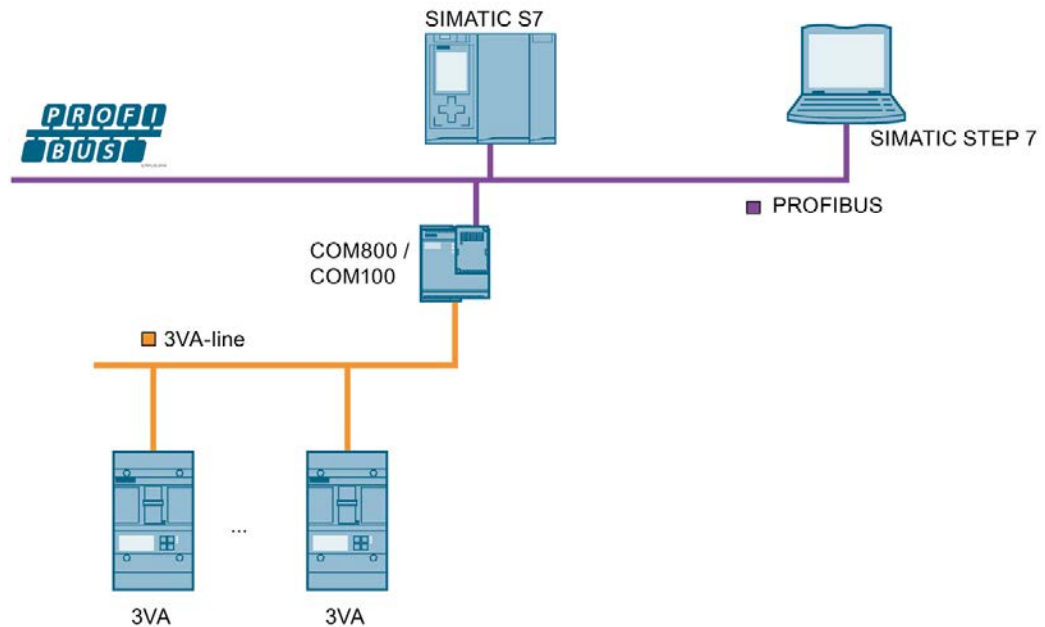 SIMATIC S7
PROFI
BUS
SIMATIC STEP 7
PROFIBUS
COM800 /
COM100
3VA-line
...
3VA
3VA